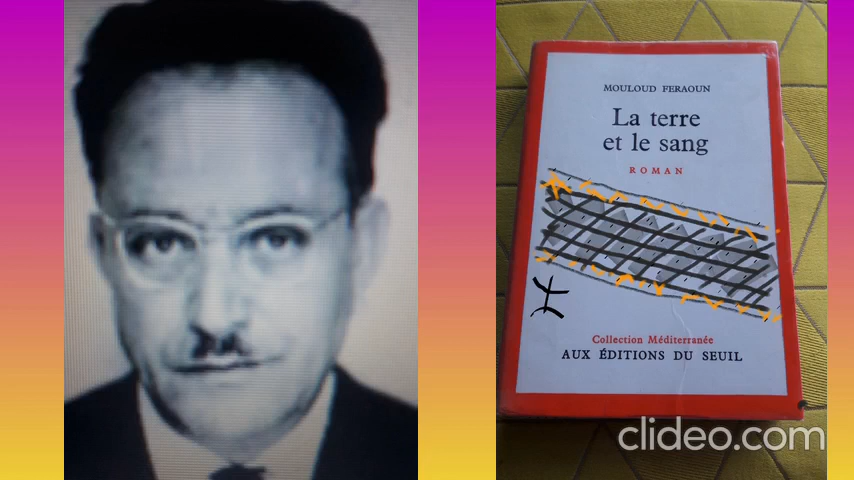 MOULOUD FERAOUN
La terre
et le sang
ROMAN
Collection Méditerranée
AUX ÉDITIONS DU SEUIL
clideo.com